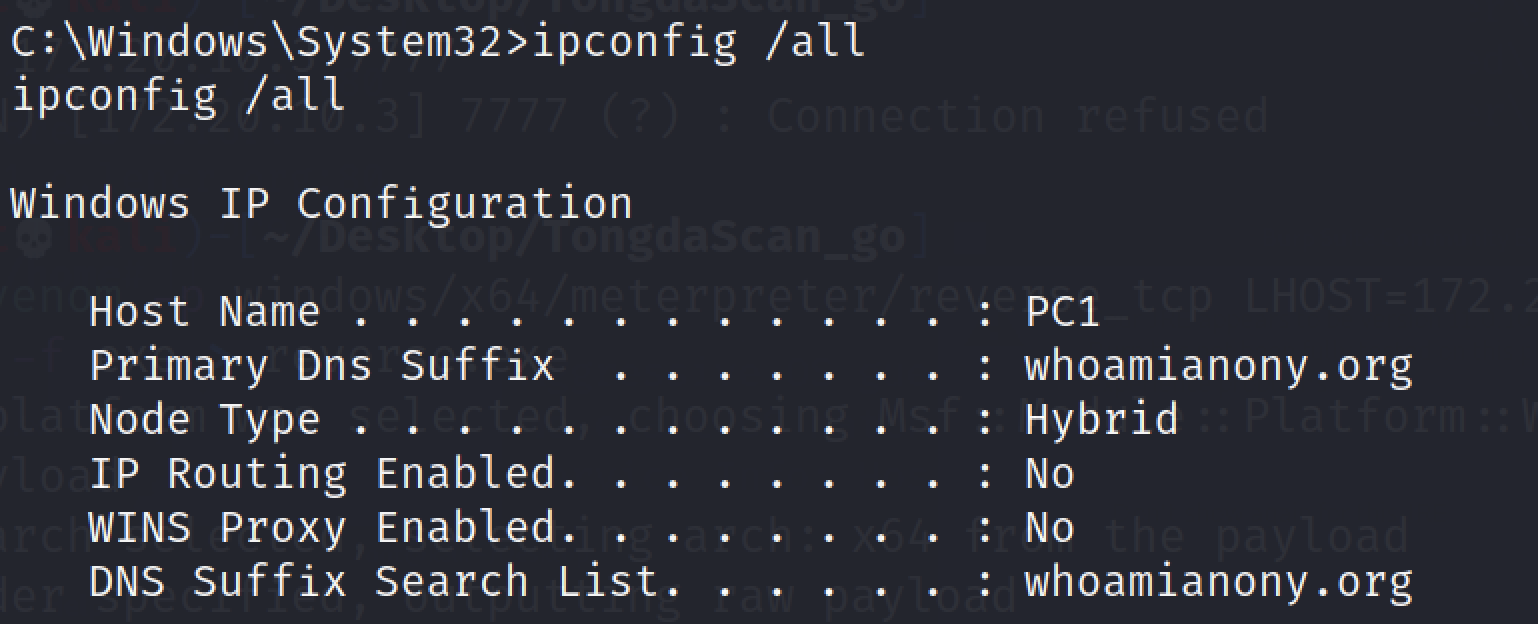 C:\Windows\System32>ipconfig /all
ipconfig /all
Windows IP Configuration
Host Name . . . . . . . . . . . . : PC1
Primary Dns Suffix  . . . . . . . : whoamianony.org
Node Type . . . . . . . . . . . . : Hybrid
IP Routing Enabled. . . . . . . . : No
WINS Proxy Enabled. . . . . . . . : No
DNS Suffix Search List. . . . . . : whoamianony.org